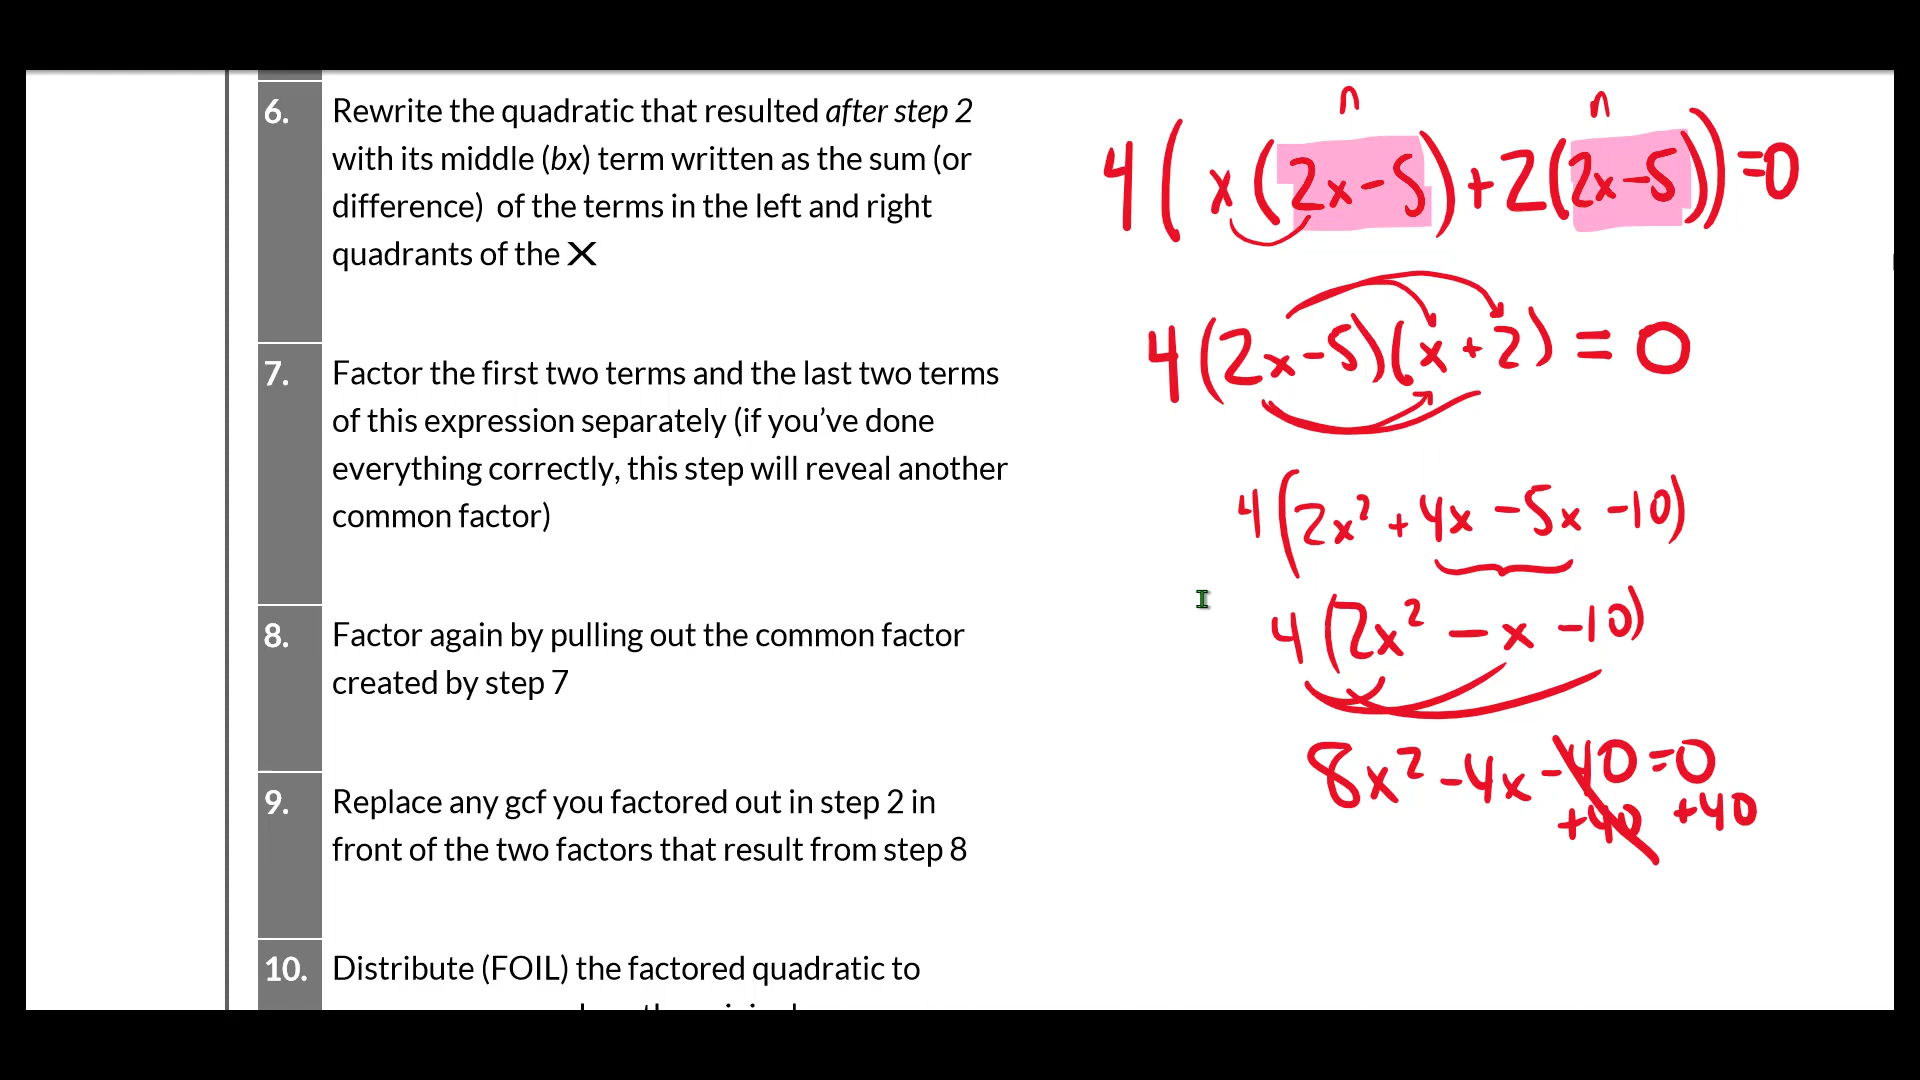 6. Rewrite the quadratic that resulted after step 2
with its middle (bx) term written as the sum (or
difference) of the terms in the left and right
quadrants of the X
7. Factor the first two terms and the last two terms
of this expression separately (if you’ve done
everything correctly, this step will reveal another
common factor)
8. Factor again by pulling out the common factor
created by step 7
9. Replace any gcf you factored out in step 2 in
front of the two factors that result from step 8
10. Distribute (FOIL) the factored quadratic to
n n
4(x(2x-5)+2(2x-5))=0
4(2x-5)(x+2)=0
4(2x²+4x-5x-10)
4(2x²-x-10)
8x²-4x-40=0
+40 +40